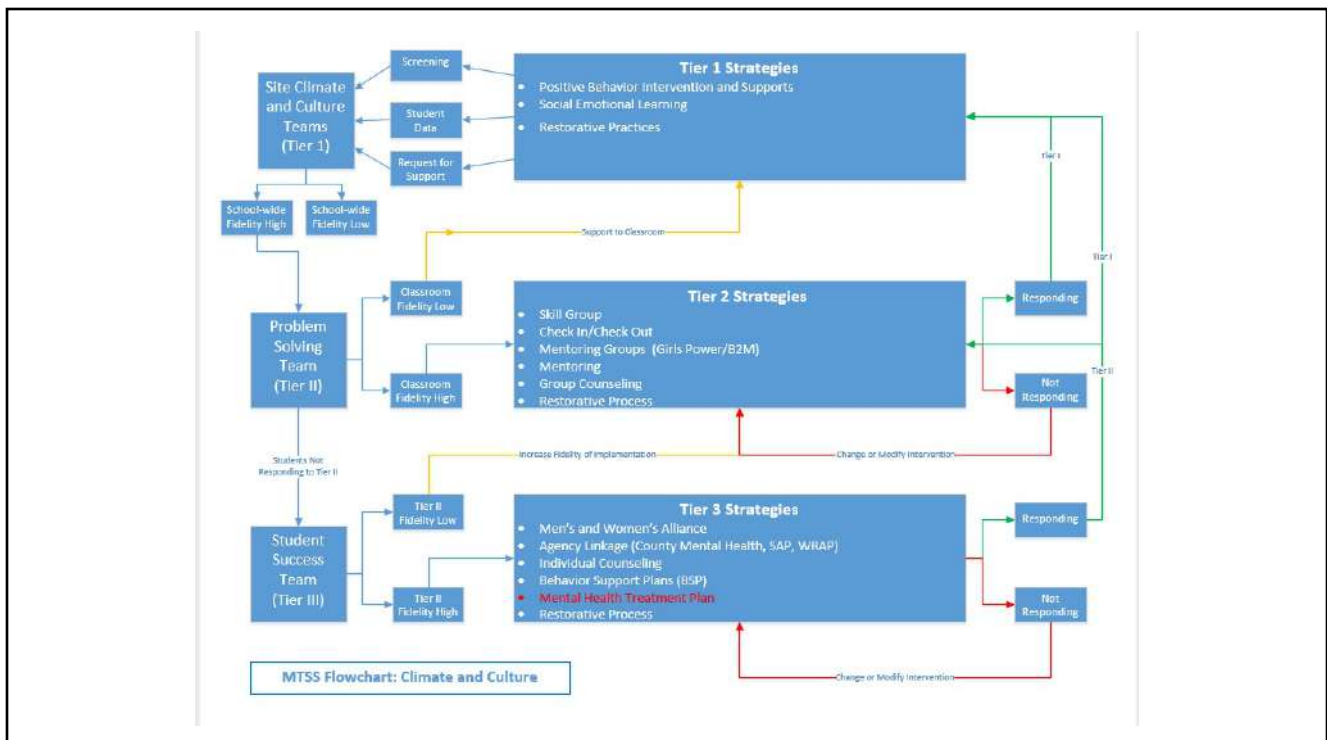 Screening
Tier 1 Strategies
• Positive Behavior Intervention and Supports
• Social Emotional Learning
• Restorative Practices
Site Climate
and Culture
Teams
(Tier 1)
Student
Data
Request for
Support
School-wide
Fidelity High
School-wide
Fidelity Low
Tier I
Support to Classroom
Tier I
Classroom
Fidelity Low
Tier 2 Strategies
• Skill Group
• Check In/Check Out
• Mentoring Groups (Girls Power/B2M)
• Mentoring
• Group Counseling
• Restorative Process
Responding
Problem
Solving
Team
(Tier II)
Classroom
Fidelity High
Tier II
Not
Responding
Students Not
Responding to Tier II
Increase Fidelity of Implementation
Change or Modify Intervention
Tier II
Fidelity Low
Tier 3 Strategies
• Men's and Women's Alliance
• Agency Linkage (County Mental Health, SAP, WRAP)
• Individual Counseling
• Behavior Support Plans (BSP)
• Mental Health Treatment Plan
• Restorative Process
Responding
Student
Success
Team
(Tier III)
Tier II
Fidelity High
Not
Responding
MTSS Flowchart: Climate and Culture
Change or Modify Intervention